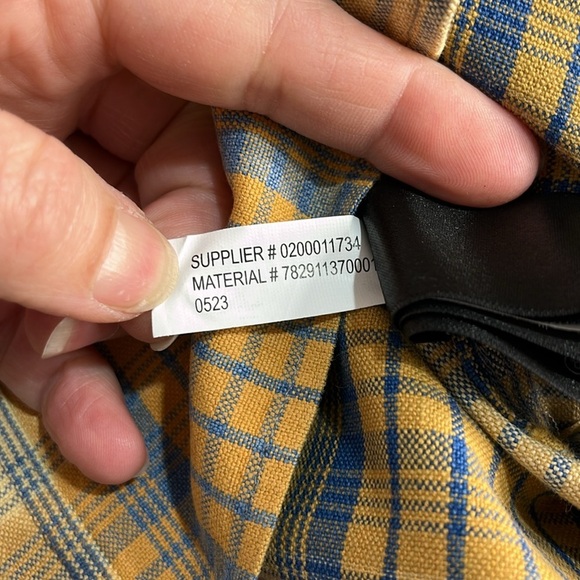 SUPPLIER # 0200011734
MATERIAL # 782911370001
0523